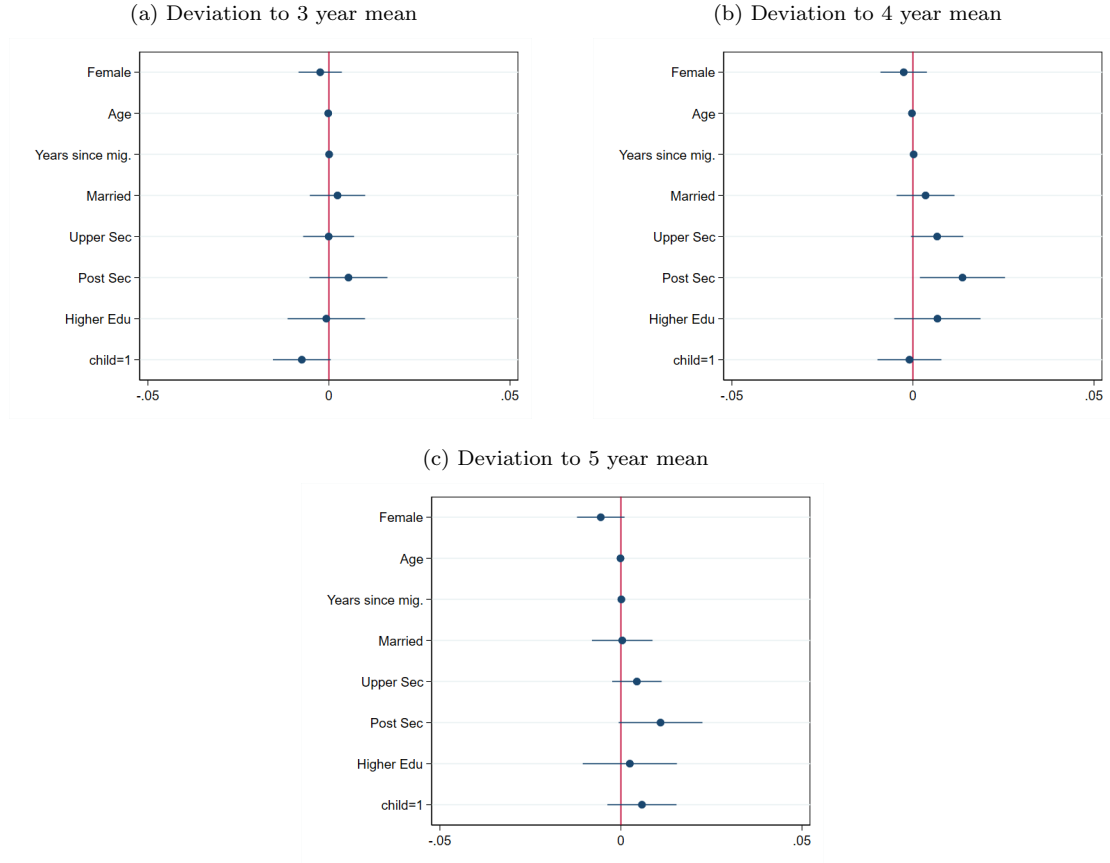 (a) Deviation to 3 year mean
Female
Age
Years since mig.
Married
Upper Sec
Post Sec
Higher Edu
child=1
-.05 0 .05
(b) Deviation to 4 year mean
Female
Age
Years since mig.
Married
Upper Sec
Post Sec
Higher Edu
child=1
-.05 0 .05
(c) Deviation to 5 year mean
Female
Age
Years since mig.
Married
Upper Sec
Post Sec
Higher Edu
child=1
-.05 0 .05